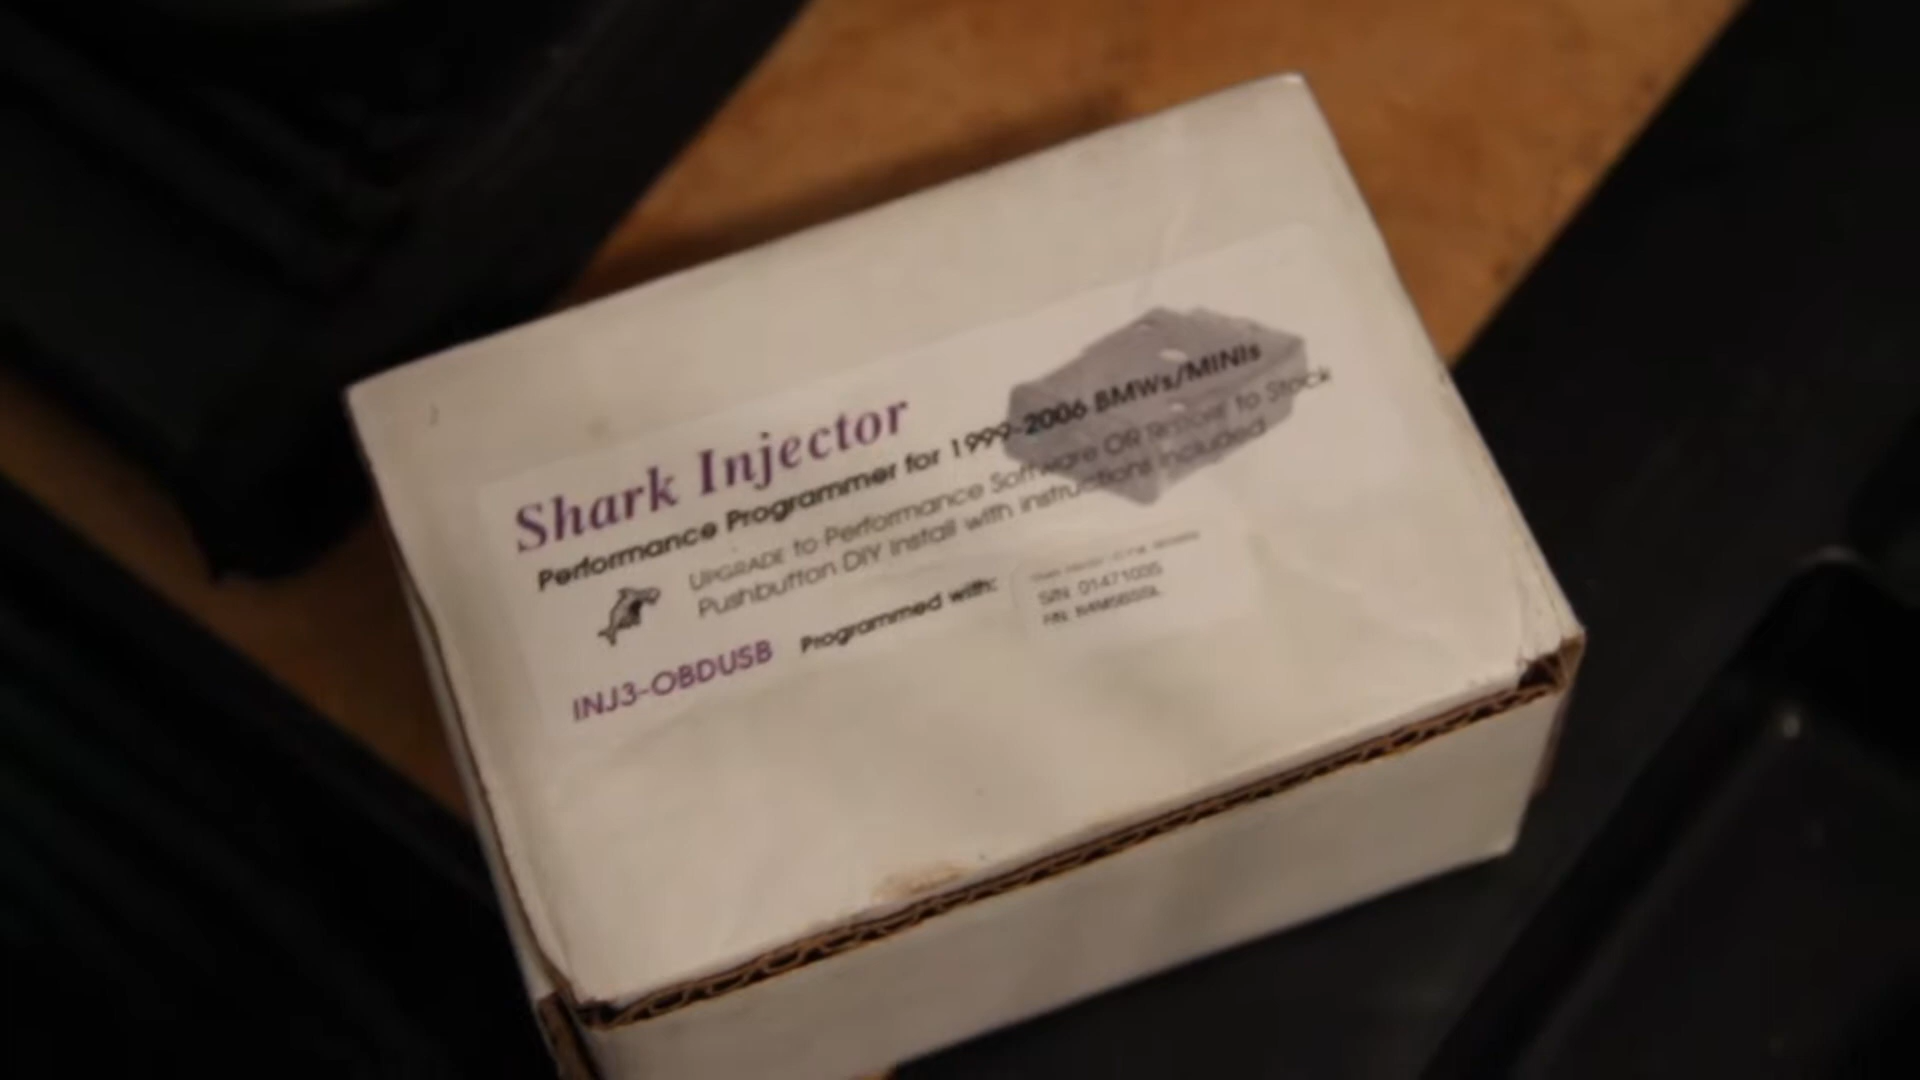 Shark Injector
Performance Programmer for 1999-2006 BMWs/MINIs
UPGRADE to Performance Software OR RESTORE to Stock
Pushbutton DIY Install with instructions included
INJ3-OBDUSB Programmed with:
S/N: 01471035
P/N: